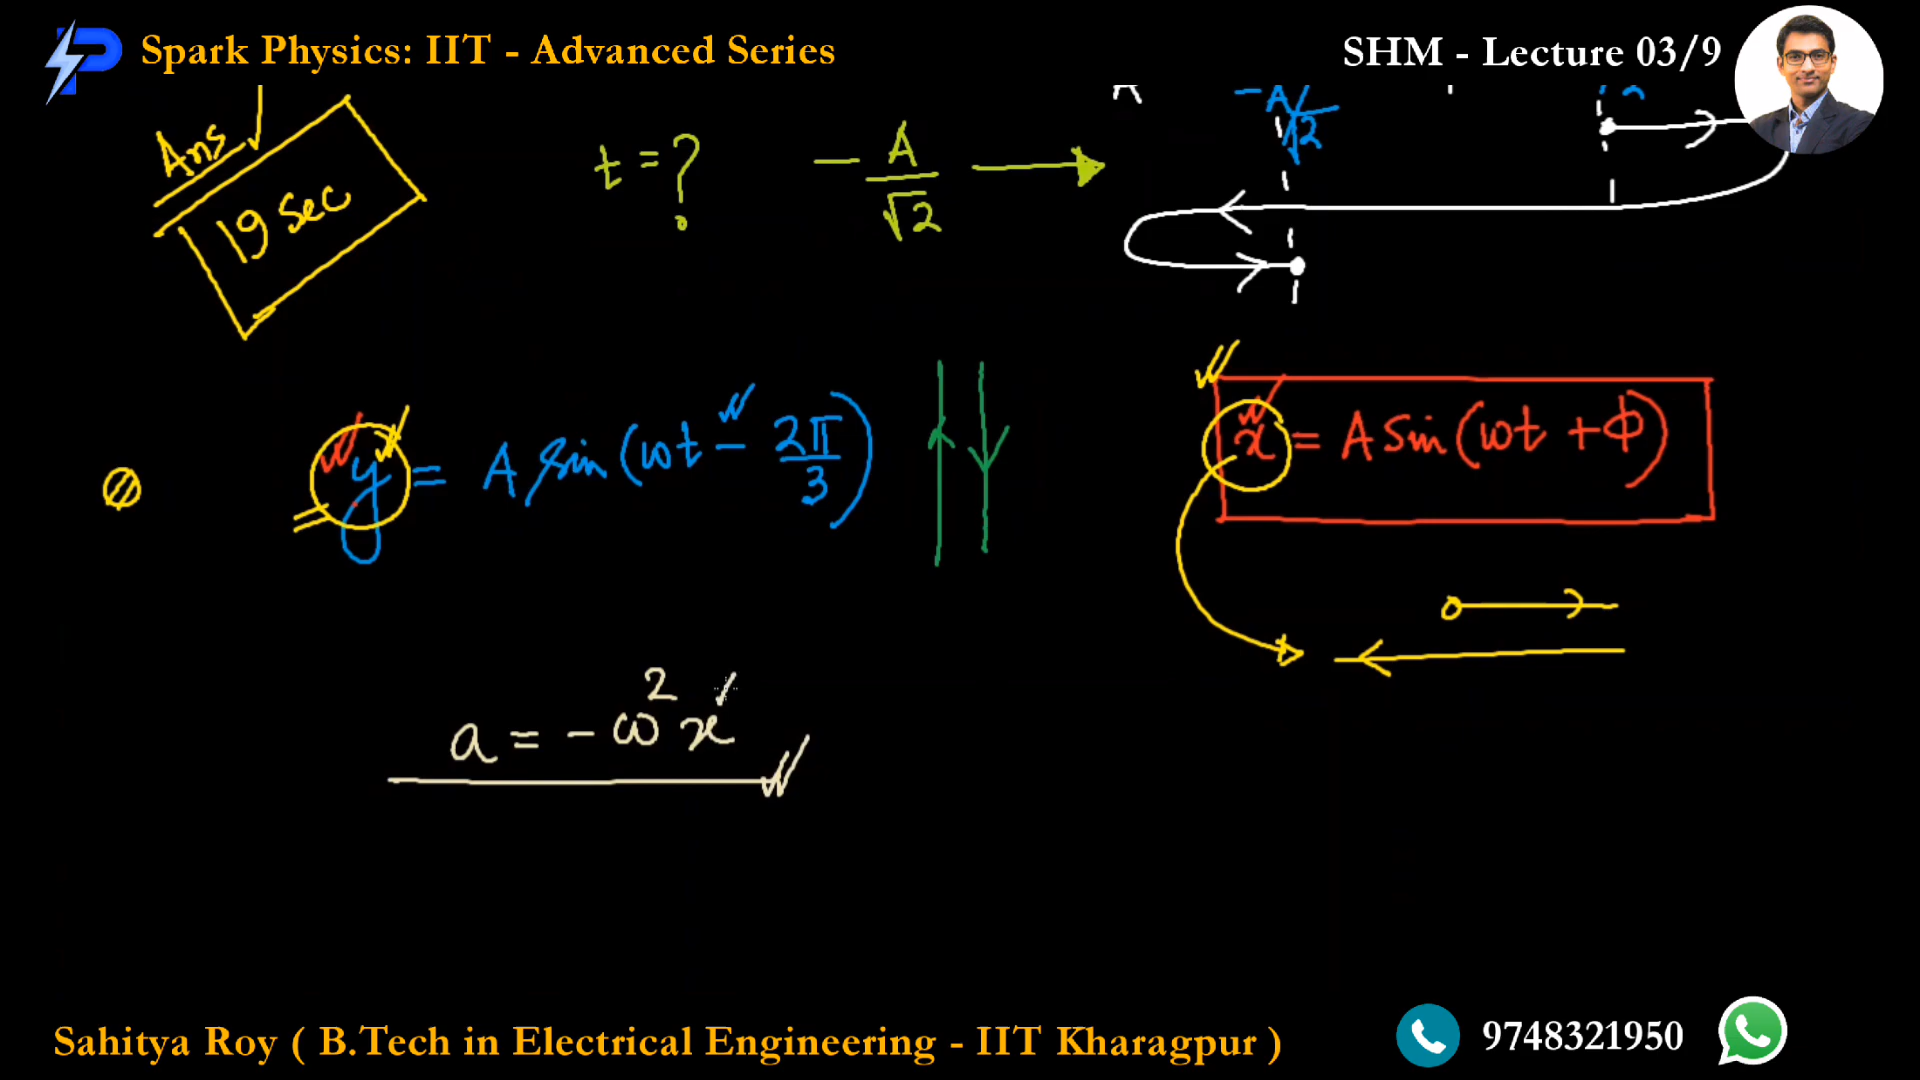 Spark Physics: IIT - Advanced Series
SHM - Lecture 03/9
Ans
19 sec
t = ?
- A/√2
- A/√2
y = A sin(ωt - 2π/3)
x = A sin(ωt + φ)
a = -ω²x
Sahitya Roy ( B.Tech in Electrical Engineering - IIT Kharagpur )
9748321950